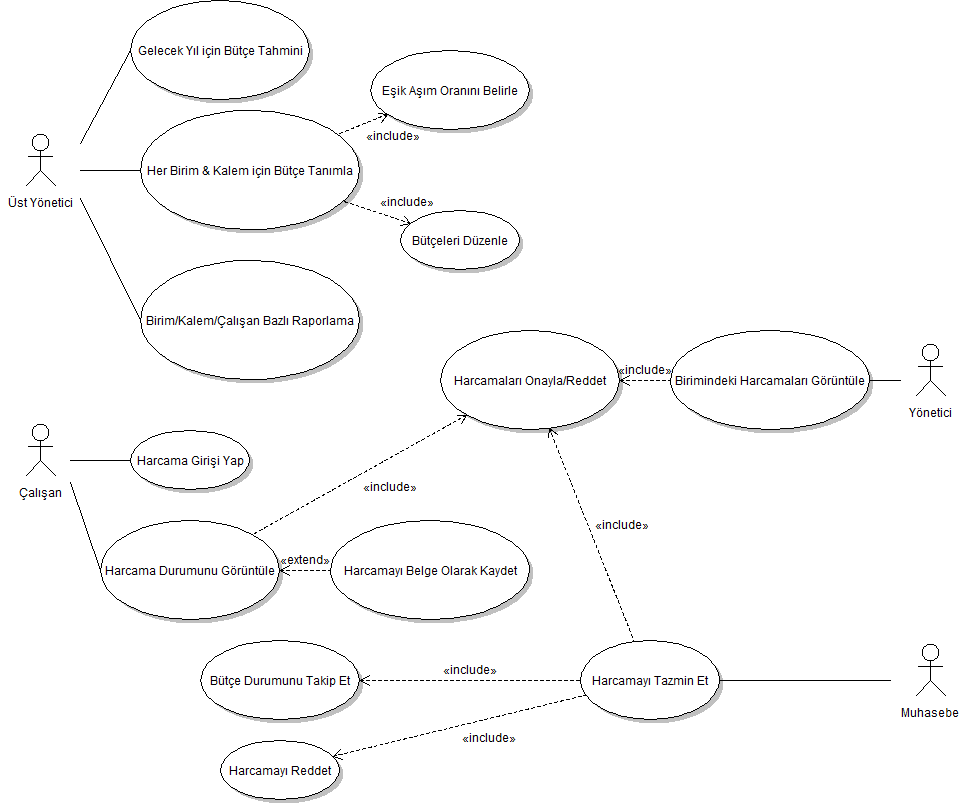 Gelecek Yıl için Bütçe Tahmini
Eşik Aşım Oranını Belirle
«include»
Her Birim & Kalem için Bütçe Tanımla
Üst Yönetici
«include»
Bütçeleri Düzenle
Birim/Kalem/Çalışan Bazlı Raporlama
«include»
Harcamaları Onayla/Reddet
Birimindeki Harcamaları Görüntüle
Yönetici
Harcama Girişi Yap
Çalışan
«include»
«include»
«extend»
Harcama Durumunu Görüntüle
Harcamayı Belge Olarak Kaydet
«include»
Bütçe Durumunu Takip Et
Harcamayı Tazmin Et
Muhasebe
«include»
Harcamayı Reddet